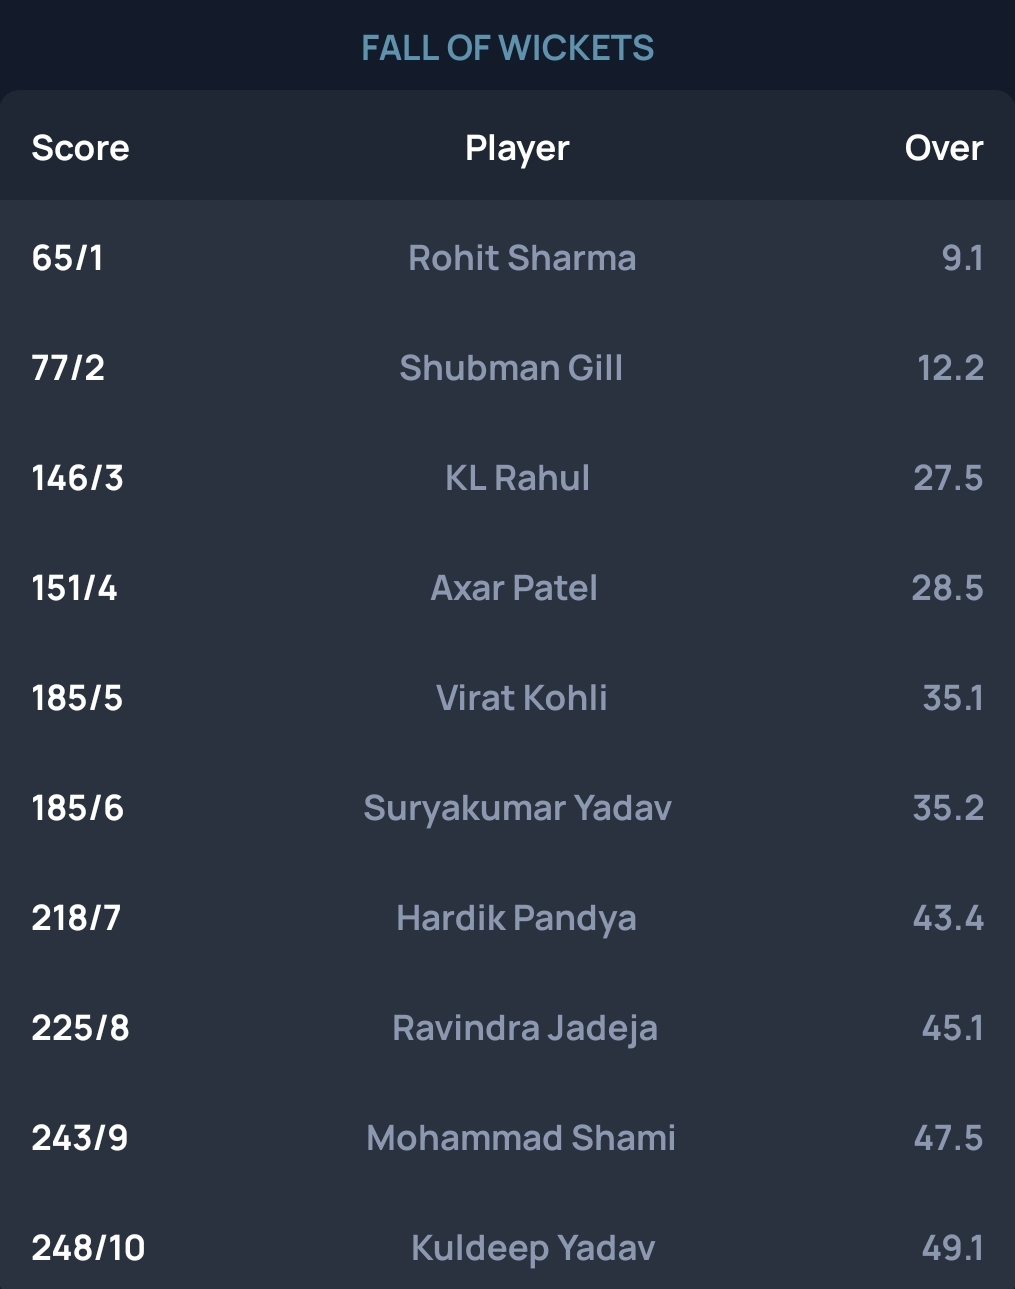 FALL OF WICKETS
Score Player Over
65/1 Rohit Sharma 9.1
77/2 Shubman Gill 12.2
146/3 KL Rahul 27.5
151/4 Axar Patel 28.5
185/5 Virat Kohli 35.1
185/6 Suryakumar Yadav 35.2
218/7 Hardik Pandya 43.4
225/8 Ravindra Jadeja 45.1
243/9 Mohammad Shami 47.5
248/10 Kuldeep Yadav 49.1